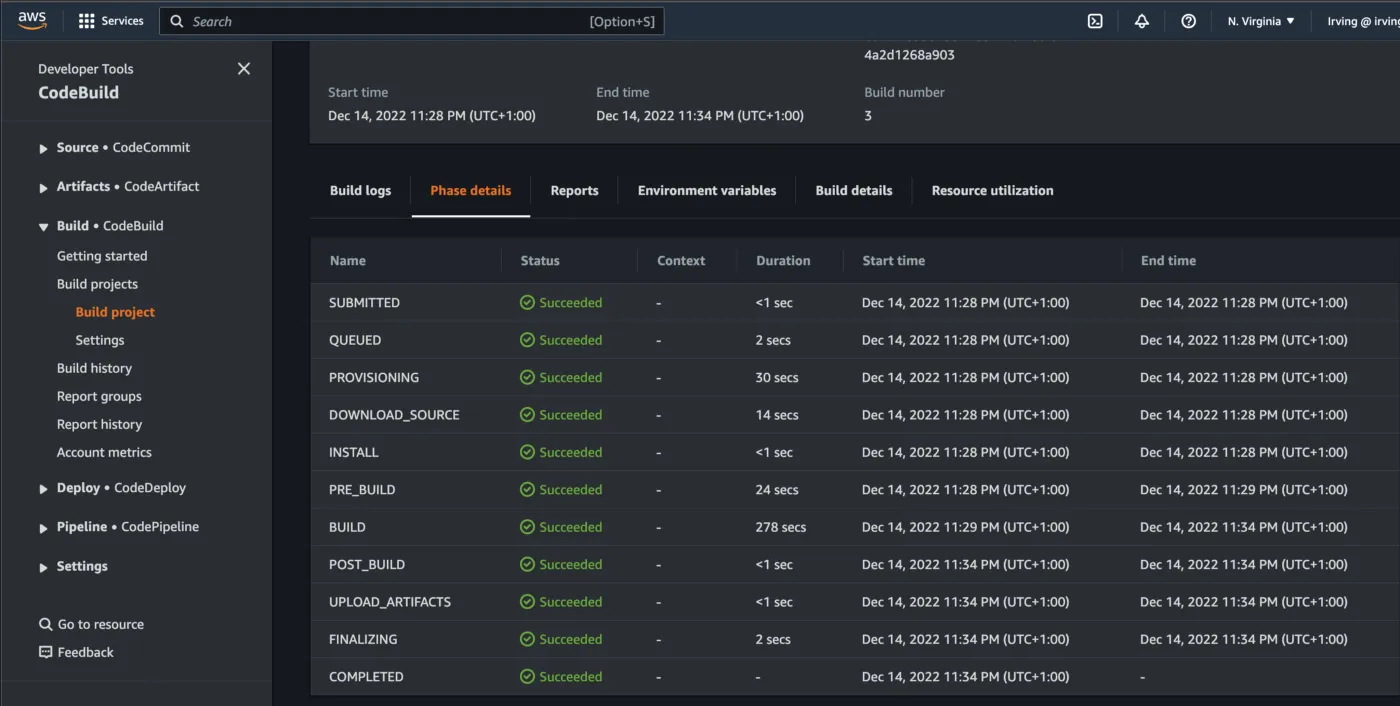 aws
Services
Search
[Option+S]
N. Virginia ▼
Irving @ irving
Developer Tools
CodeBuild
Source • CodeCommit
Artifacts • CodeArtifact
Build • CodeBuild
Getting started
Build projects
Build project
Settings
Build history
Report groups
Report history
Account metrics
Deploy • CodeDeploy
Pipeline • CodePipeline
Settings
Go to resource
Feedback
4a2d1268a903
Start time End time Build number
Dec 14, 2022 11:28 PM (UTC+1:00) Dec 14, 2022 11:34 PM (UTC+1:00) 3
Build logs Phase details Reports Environment variables Build details Resource utilization
Name Status Context Duration Start time End time
SUBMITTED Succeeded - <1 sec Dec 14, 2022 11:28 PM (UTC+1:00) Dec 14, 2022 11:28 PM (UTC+1:00)
QUEUED Succeeded - 2 secs Dec 14, 2022 11:28 PM (UTC+1:00) Dec 14, 2022 11:28 PM (UTC+1:00)
PROVISIONING Succeeded - 30 secs Dec 14, 2022 11:28 PM (UTC+1:00) Dec 14, 2022 11:28 PM (UTC+1:00)
DOWNLOAD_SOURCE Succeeded - 14 secs Dec 14, 2022 11:28 PM (UTC+1:00) Dec 14, 2022 11:28 PM (UTC+1:00)
INSTALL Succeeded - <1 sec Dec 14, 2022 11:28 PM (UTC+1:00) Dec 14, 2022 11:28 PM (UTC+1:00)
PRE_BUILD Succeeded - 24 secs Dec 14, 2022 11:28 PM (UTC+1:00) Dec 14, 2022 11:29 PM (UTC+1:00)
BUILD Succeeded - 278 secs Dec 14, 2022 11:29 PM (UTC+1:00) Dec 14, 2022 11:34 PM (UTC+1:00)
POST_BUILD Succeeded - <1 sec Dec 14, 2022 11:34 PM (UTC+1:00) Dec 14, 2022 11:34 PM (UTC+1:00)
UPLOAD_ARTIFACTS Succeeded - <1 sec Dec 14, 2022 11:34 PM (UTC+1:00) Dec 14, 2022 11:34 PM (UTC+1:00)
FINALIZING Succeeded - 2 secs Dec 14, 2022 11:34 PM (UTC+1:00) Dec 14, 2022 11:34 PM (UTC+1:00)
COMPLETED Succeeded - - Dec 14, 2022 11:34 PM (UTC+1:00) -